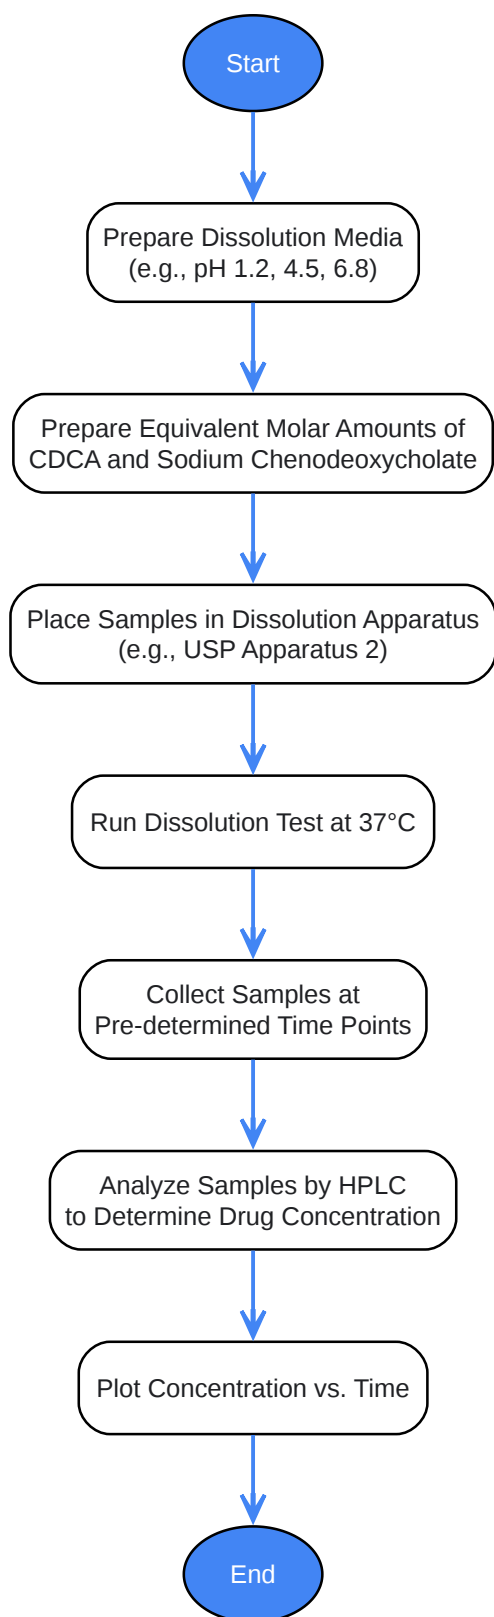 Start
Prepare Dissolution Media
(e.g., pH 1.2, 4.5, 6.8)
Prepare Equivalent Molar Amounts of
CDCA and Sodium Chenodeoxycholate
Place Samples in Dissolution Apparatus
(e.g., USP Apparatus 2)
Run Dissolution Test at 37°C
Collect Samples at
Pre-determined Time Points
Analyze Samples by HPLC
to Determine Drug Concentration
Plot Concentration vs. Time
End